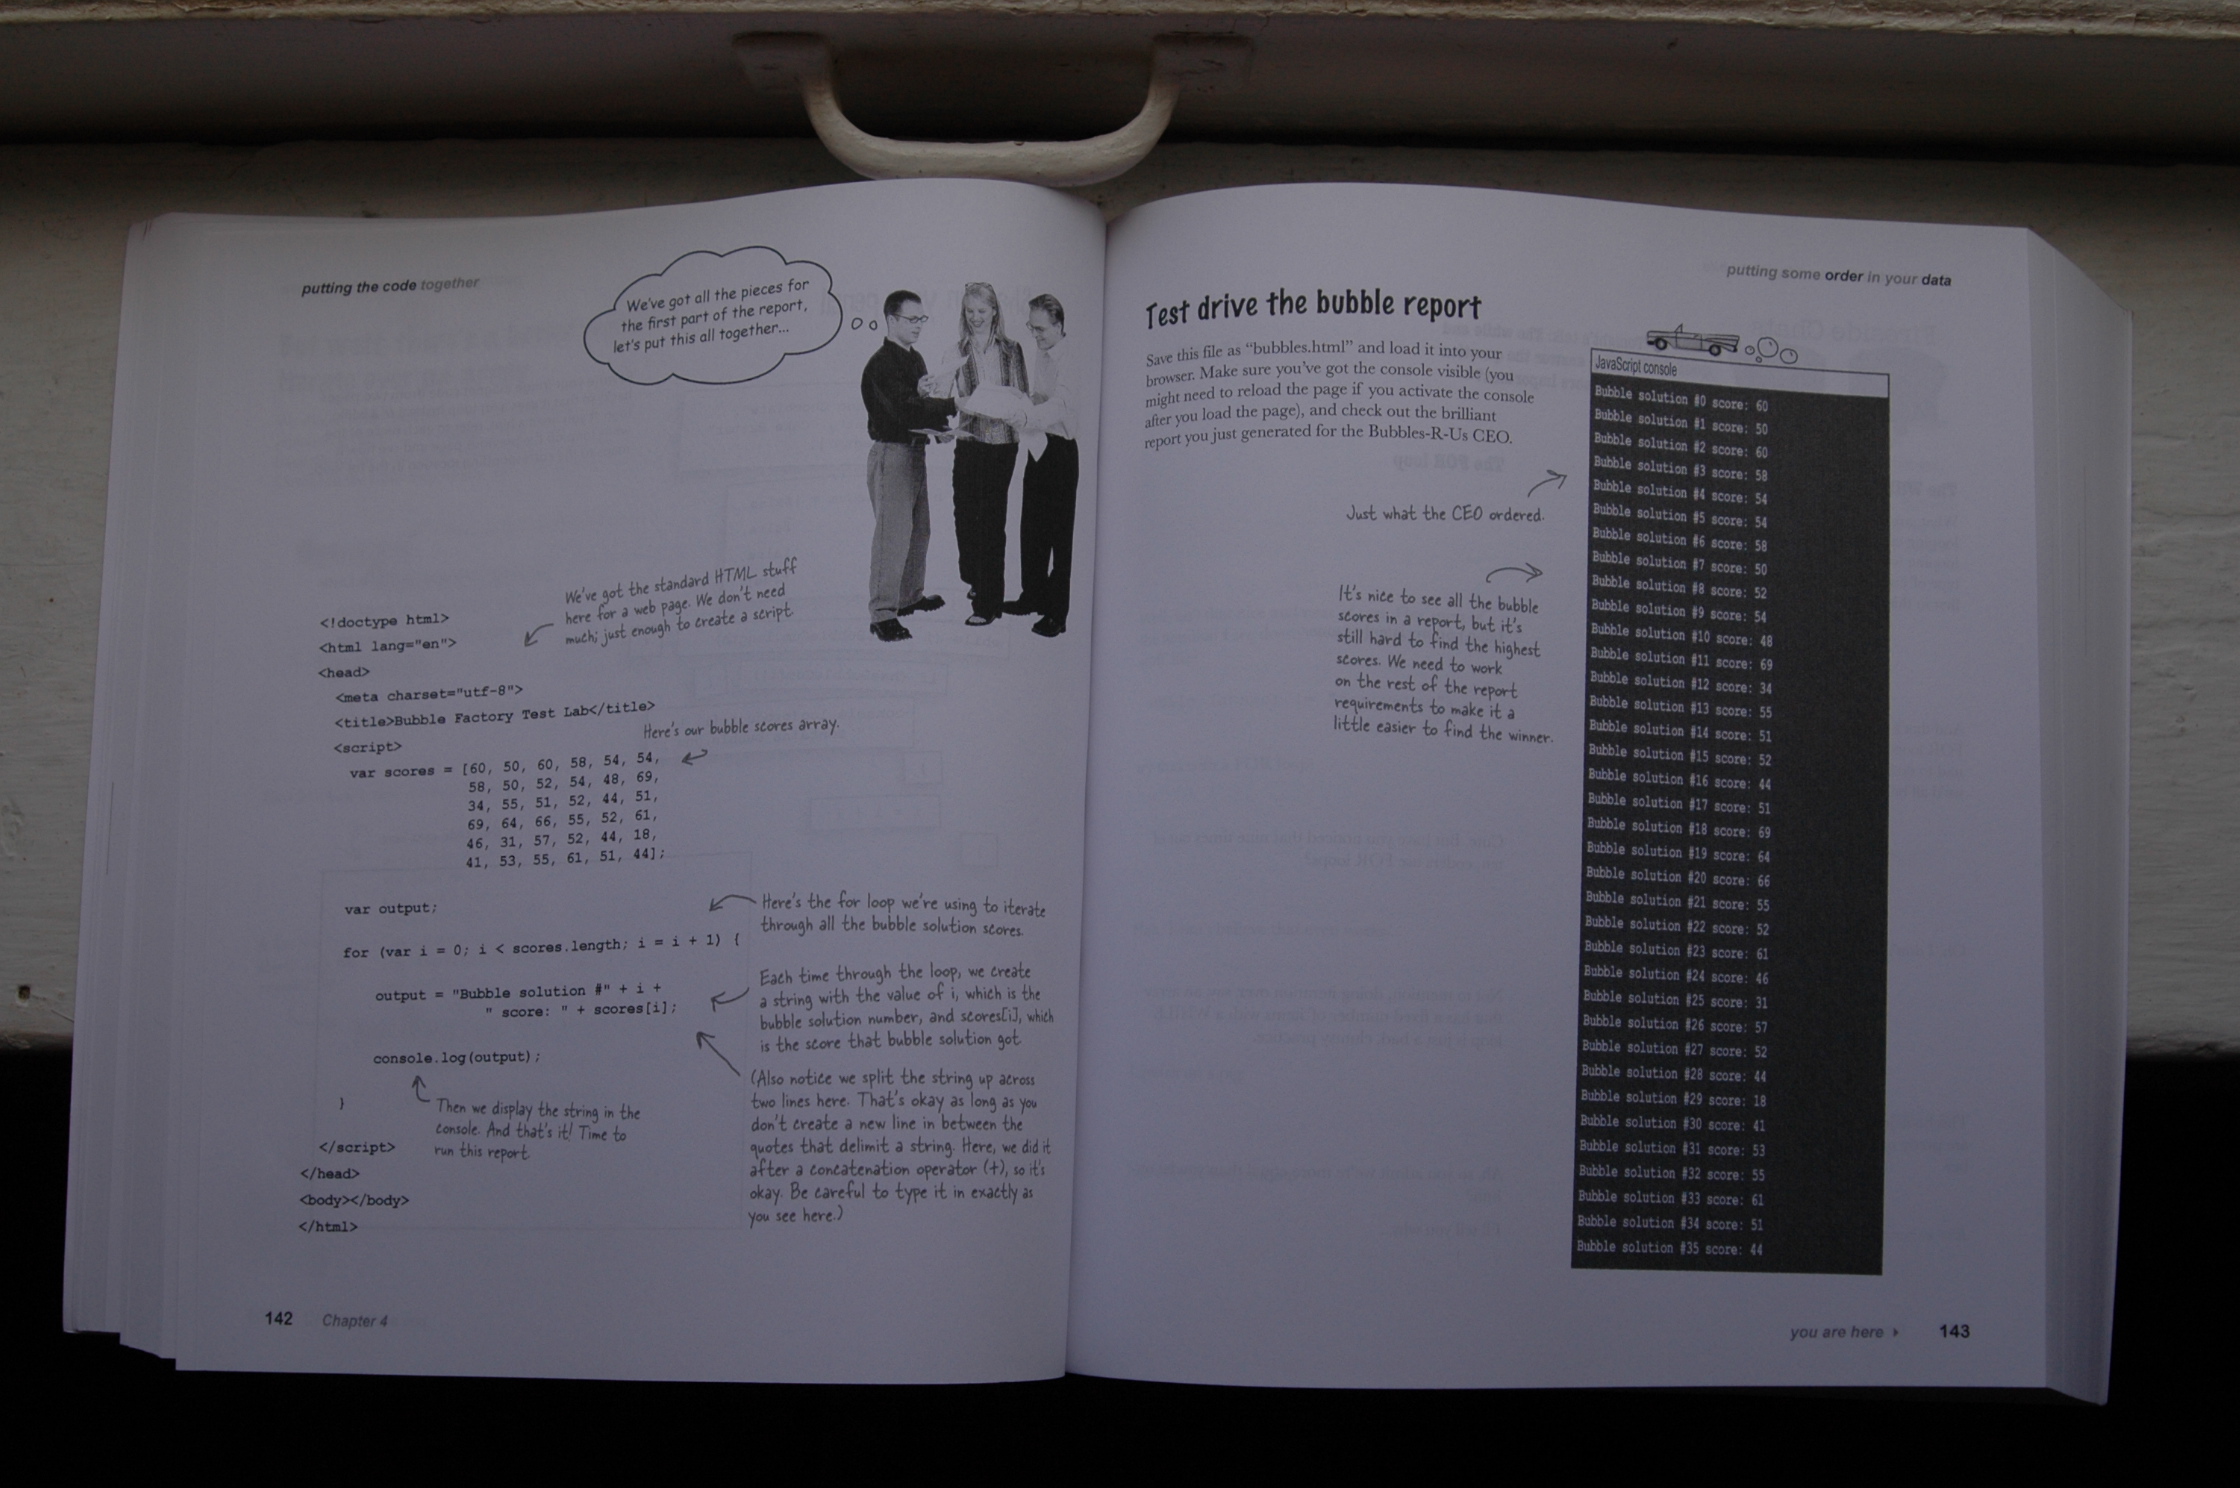 putting the code together
We've got all the pieces for
the first part of the report,
let's put this all together...
We've got the standard HTML stuff
here for a web page. We don't need
much; just enough to create a script.
<!doctype html>
<html lang="en">
<head>
<meta charset="utf-8">
<title>Bubble Factory Test Lab</title>
<script>
Here's our bubble scores array.
var scores = [60, 50, 60, 58, 54, 54,
58, 50, 52, 54, 48, 69,
34, 55, 51, 52, 44, 51,
69, 64, 66, 55, 52, 61,
46, 31, 57, 52, 44, 18,
41, 53, 55, 61, 51, 44];
var output;
for (var i = 0; i < scores.length; i = i + 1) {
output = "Bubble solution #" + i +
" score: " + scores[i];
console.log(output);
}
</script>
</head>
<body></body>
</html>
Here's the for loop we're using to iterate
through all the bubble solution scores.
Each time through the loop, we create
a string with the value of i, which is the
bubble solution number, and scores[i], which
is the score that bubble solution got
(Also notice we split the string up across
two lines here. That's okay as long as you
don't create a new line in between the
quotes that delimit a string. Here, we did it
after a concatenation operator (+), so it's
okay. Be careful to type it in exactly as
you see here.)
Then we display the string in the
console. And that's it! Time to
run this report.
142 Chapter 4
putting some order in your data
Test drive the bubble report
Save this file as “bubbles.html” and load it into your
browser. Make sure you’ve got the console visible (you
might need to reload the page if you activate the console
after you load the page), and check out the brilliant
report you just generated for the Bubbles-R-Us CEO.
Just what the CEO ordered.
It's nice to see all the bubble
scores in a report, but it's
still hard to find the highest
scores. We need to work
on the rest of the report
requirements to make it a
little easier to find the winner.
JavaScript console
Bubble solution #0 score: 60
Bubble solution #1 score: 50
Bubble solution #2 score: 60
Bubble solution #3 score: 58
Bubble solution #4 score: 54
Bubble solution #5 score: 54
Bubble solution #6 score: 58
Bubble solution #7 score: 50
Bubble solution #8 score: 52
Bubble solution #9 score: 54
Bubble solution #10 score: 48
Bubble solution #11 score: 69
Bubble solution #12 score: 34
Bubble solution #13 score: 55
Bubble solution #14 score: 51
Bubble solution #15 score: 52
Bubble solution #16 score: 44
Bubble solution #17 score: 51
Bubble solution #18 score: 69
Bubble solution #19 score: 64
Bubble solution #20 score: 66
Bubble solution #21 score: 55
Bubble solution #22 score: 52
Bubble solution #23 score: 61
Bubble solution #24 score: 46
Bubble solution #25 score: 31
Bubble solution #26 score: 57
Bubble solution #27 score: 52
Bubble solution #28 score: 44
Bubble solution #29 score: 18
Bubble solution #30 score: 41
Bubble solution #31 score: 53
Bubble solution #32 score: 55
Bubble solution #33 score: 61
Bubble solution #34 score: 51
Bubble solution #35 score: 44
you are here ▸ 143